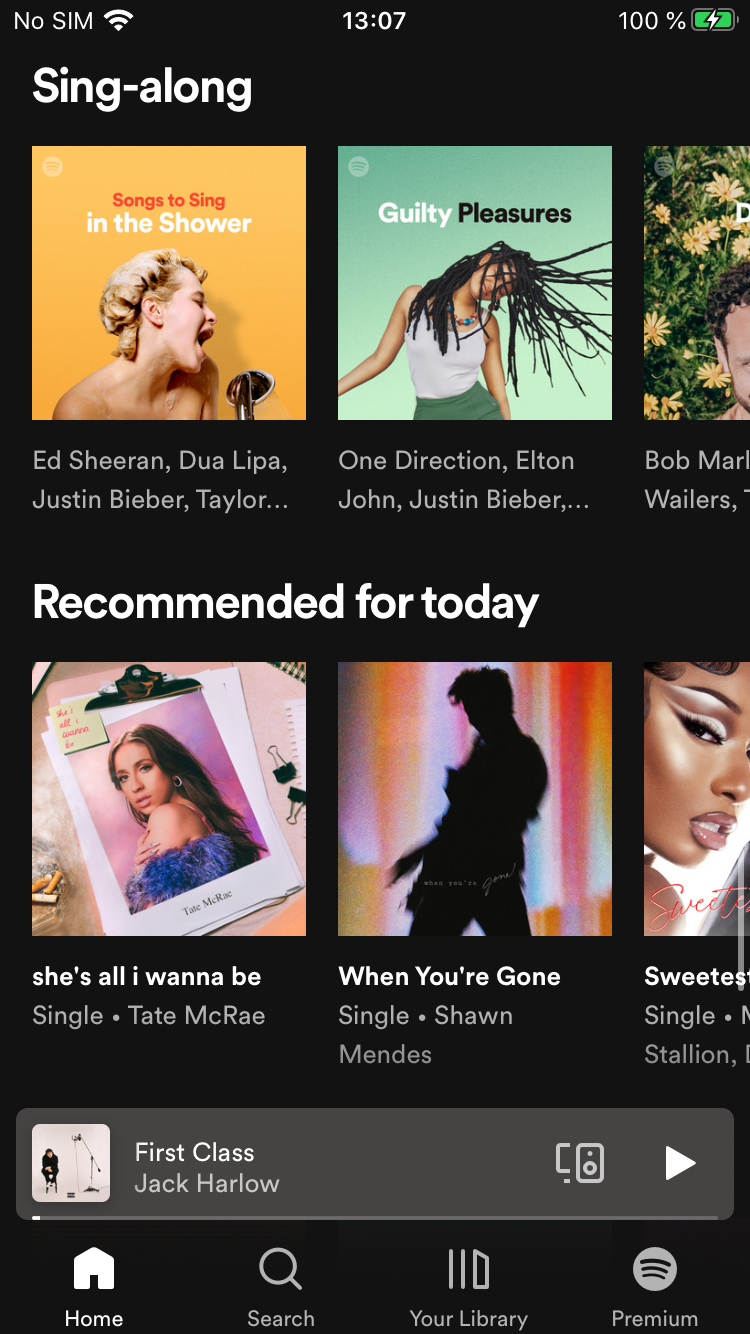 No SIM 13:07 100 %
Sing-along
Songs to Sing
in the Shower
Guilty Pleasures
Ed Sheeran, Dua Lipa,
Justin Bieber, Taylor...
One Direction, Elton
John, Justin Bieber,...
Bob Marl
Wailers, T
Recommended for today
she's
all i
wanna
be
Tate McRae
when you're gone
Sweetes
she's all i wanna be
Single • Tate McRae
When You're Gone
Single • Shawn
Mendes
Sweetest
Single • M
Stallion, D
First Class
Jack Harlow
Home
Search
Your Library
Premium